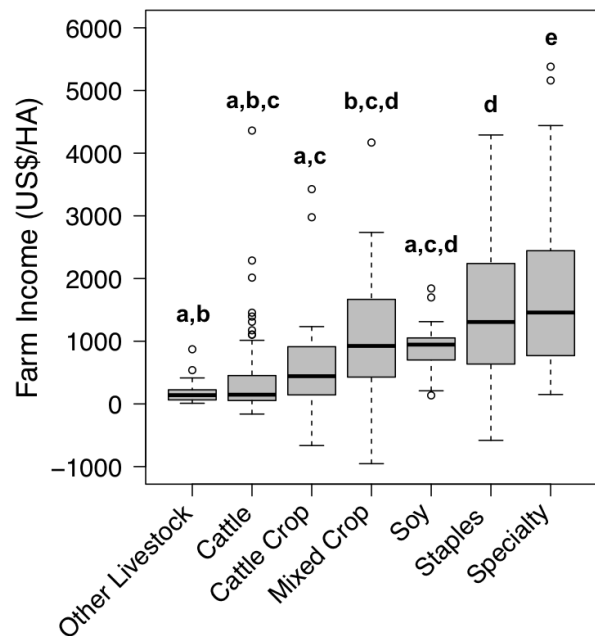 Farm Income (US$/HA)
6000
5000
4000
3000
2000
1000
0
−1000
a,b
a,b,c
a,c
b,c,d
a,c,d
d
e
Other Livestock
Cattle
Cattle Crop
Mixed Crop
Soy
Staples
Specialty